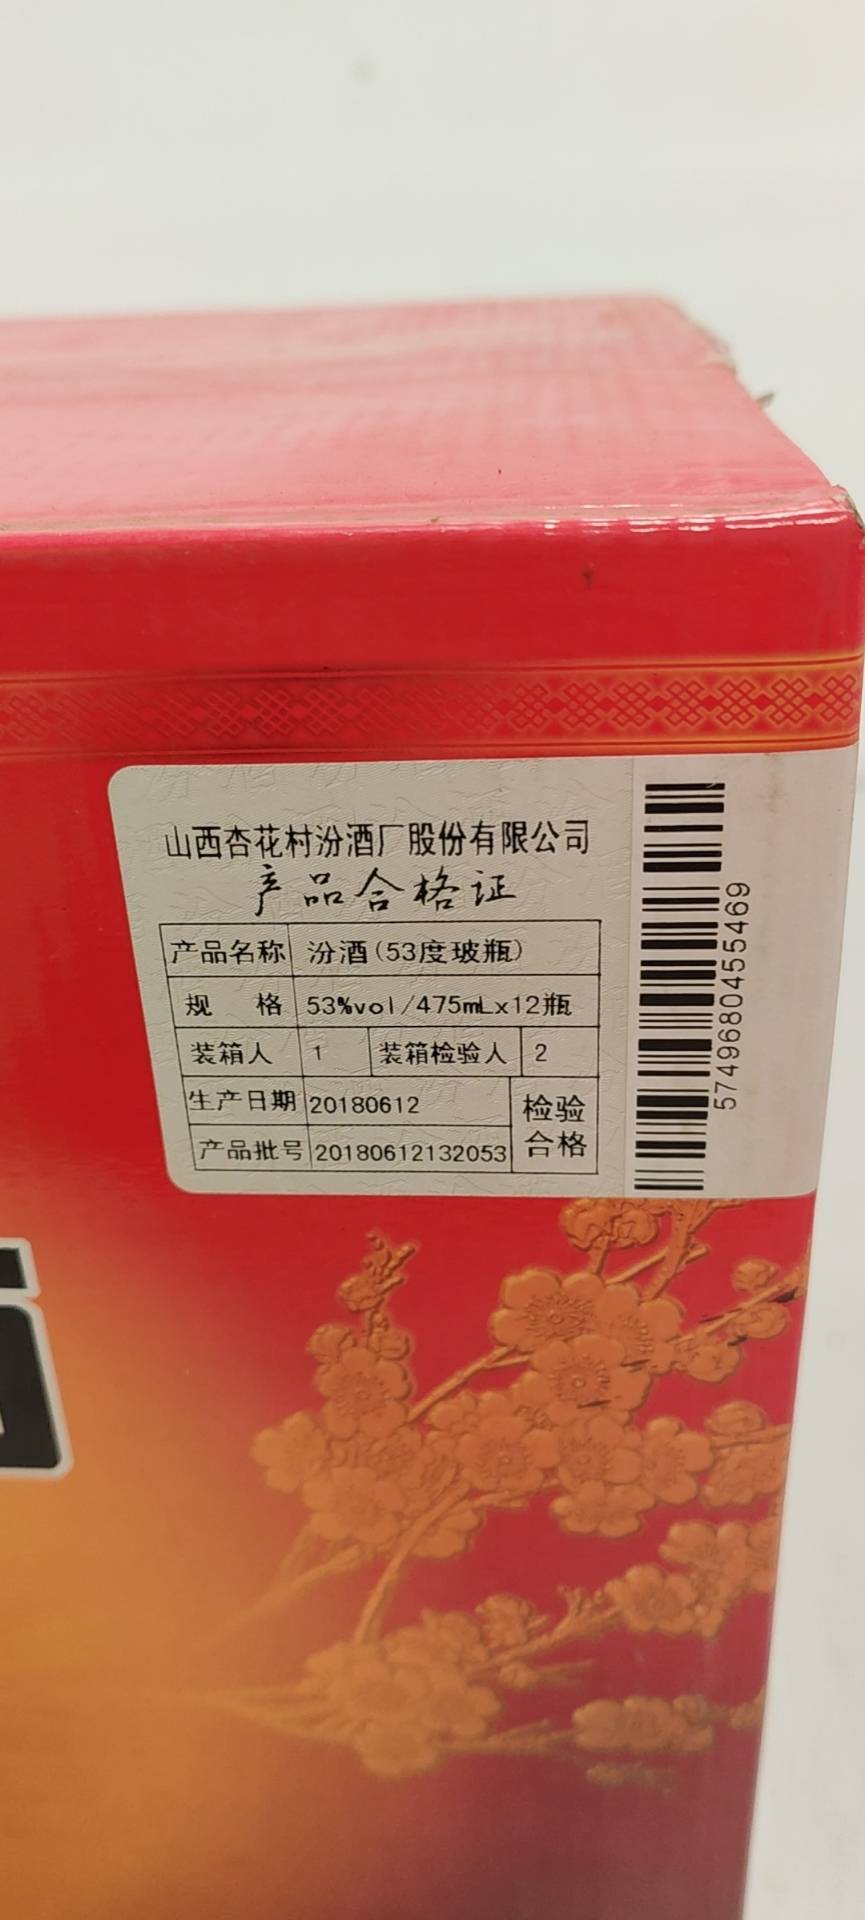 山西杏花村汾酒厂股份有限公司
产品合格证
产品名称 汾酒(53度玻瓶)
规 格 53%vol/475mLx12瓶
装箱人 1 装箱检验人 2
生产日期 20180612 检验
产品批号 20180612132053 合格
5749680455469